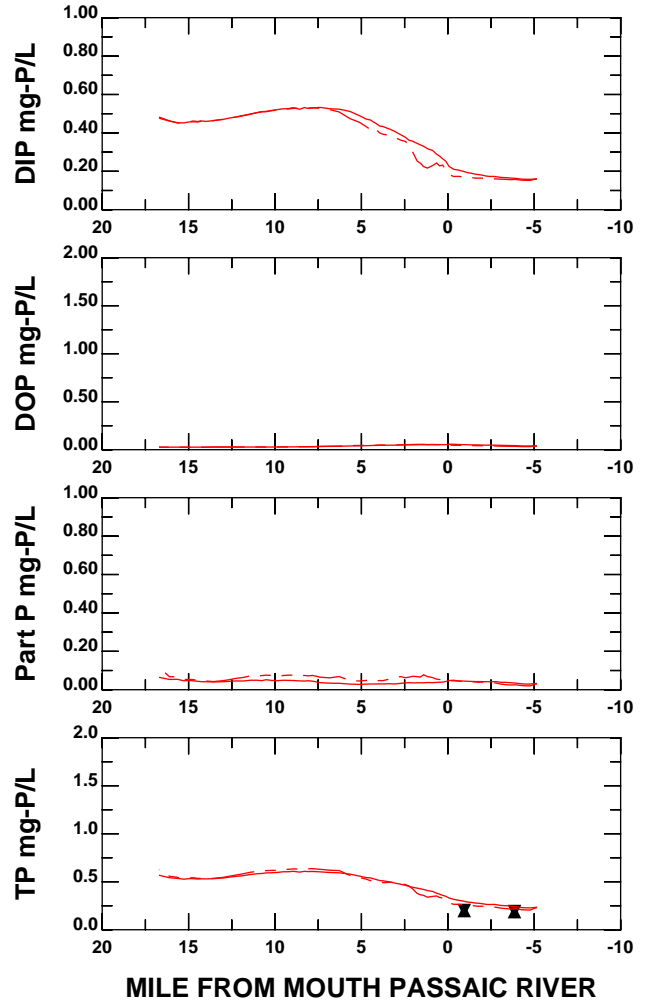 DIP mg-P/L
1.00
0.80
0.60
0.40
0.20
0.00
20 15 10 5 0 -5 -10
DOP mg-P/L
2.00
1.50
1.00
0.50
0.00
20 15 10 5 0 -5 -10
Part P mg-P/L
1.00
0.80
0.60
0.40
0.20
0.00
20 15 10 5 0 -5 -10
TP mg-P/L
2.0
1.5
1.0
0.5
0.0
20 15 10 5 0 -5 -10
MILE FROM MOUTH PASSAIC RIVER